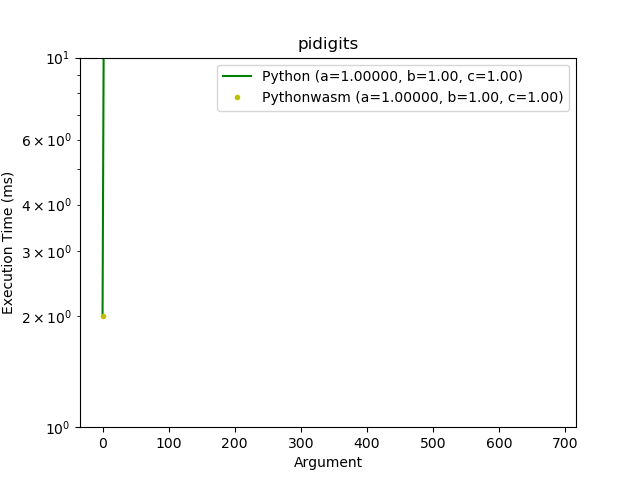 pidigits
10¹
6 × 10⁰
4 × 10⁰
3 × 10⁰
2 × 10⁰
10⁰
Execution Time (ms)
Python (a=1.00000, b=1.00, c=1.00)
Pythonwasm (a=1.00000, b=1.00, c=1.00)
0 100 200 300 400 500 600 700
Argument